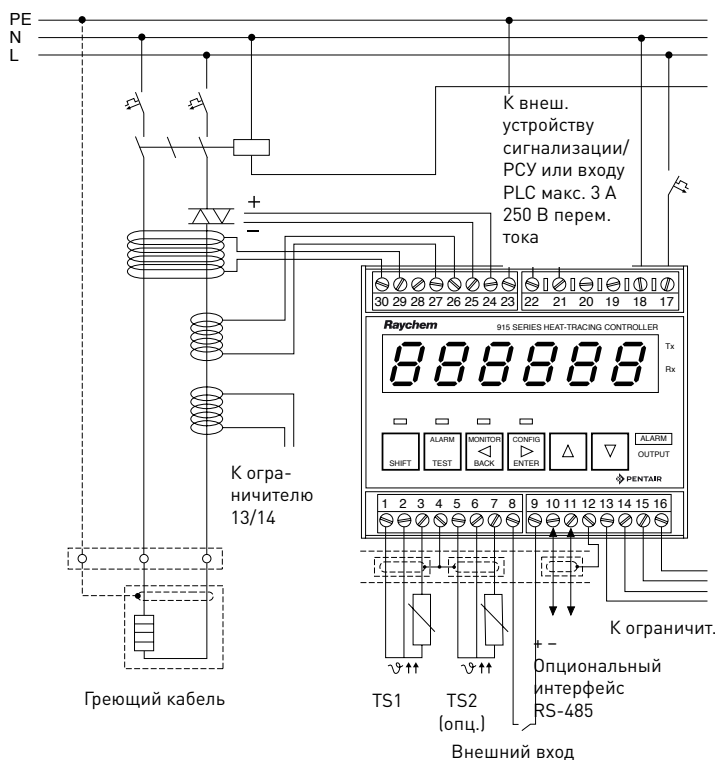 PE
N
L
К внеш.
устройству
сигнализации/
РСУ или входу
PLC макс. 3 А
250 В перем.
тока
+
–
30 29 28 27 26 25 24 23 22 21 20 19 18 17
Raychem 915 SERIES HEAT-TRACING CONTROLLER
888888
Tx
Rx
SHIFT
ALARM
TEST
MONITOR
BACK
CONFIG
ENTER
ALARM
OUTPUT
PENTAIR
К огра-
ничителю
13/14
1 2 3 4 5 6 7 8 9 10 11 12 13 14 15 16
К ограничит.
+ –
Опциональный
интерфейс
RS-485
ϑ
TS1
ϑ
TS2
(опц.)
Греющий кабель
Внешний вход